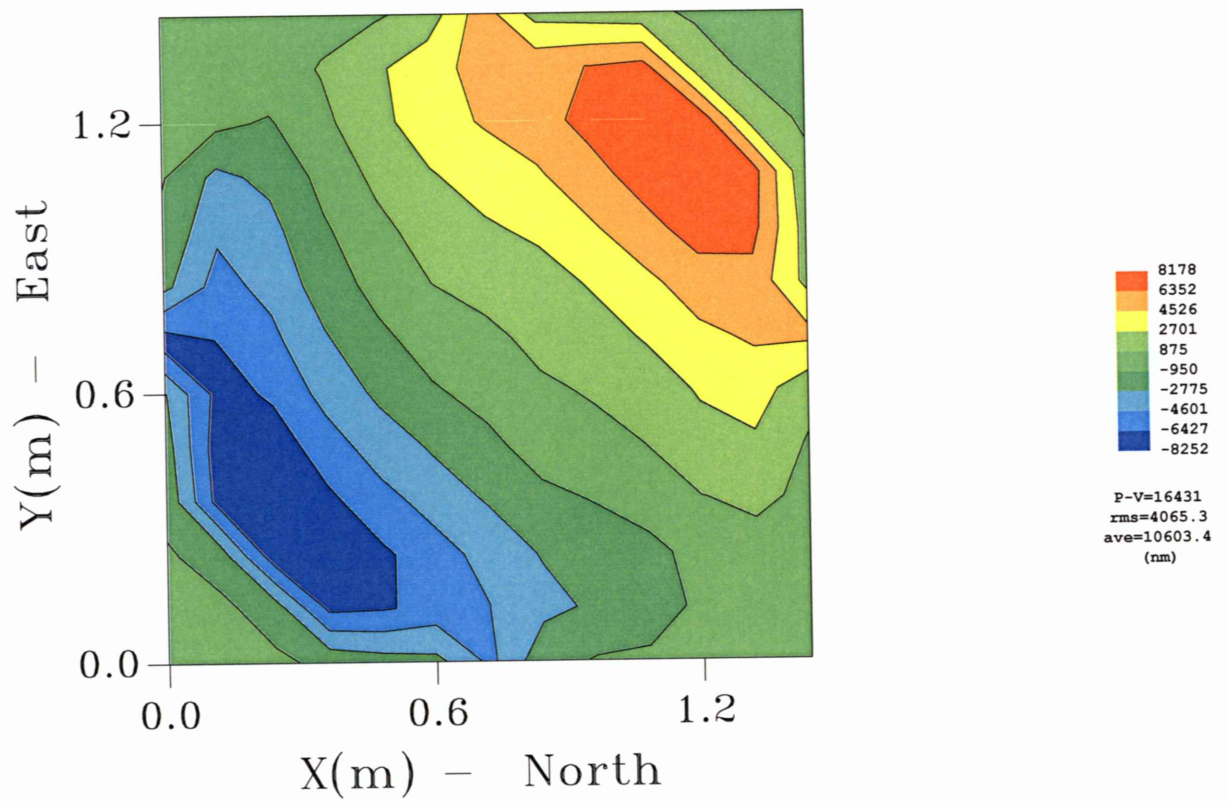 1.2
0.6
0.0
Y(m) – East
0.0 0.6 1.2
X(m) – North
8178
6352
4526
2701
875
-950
-2775
-4601
-6427
-8252
P-V=16431
rms=4065.3
ave=10603.4
(nm)